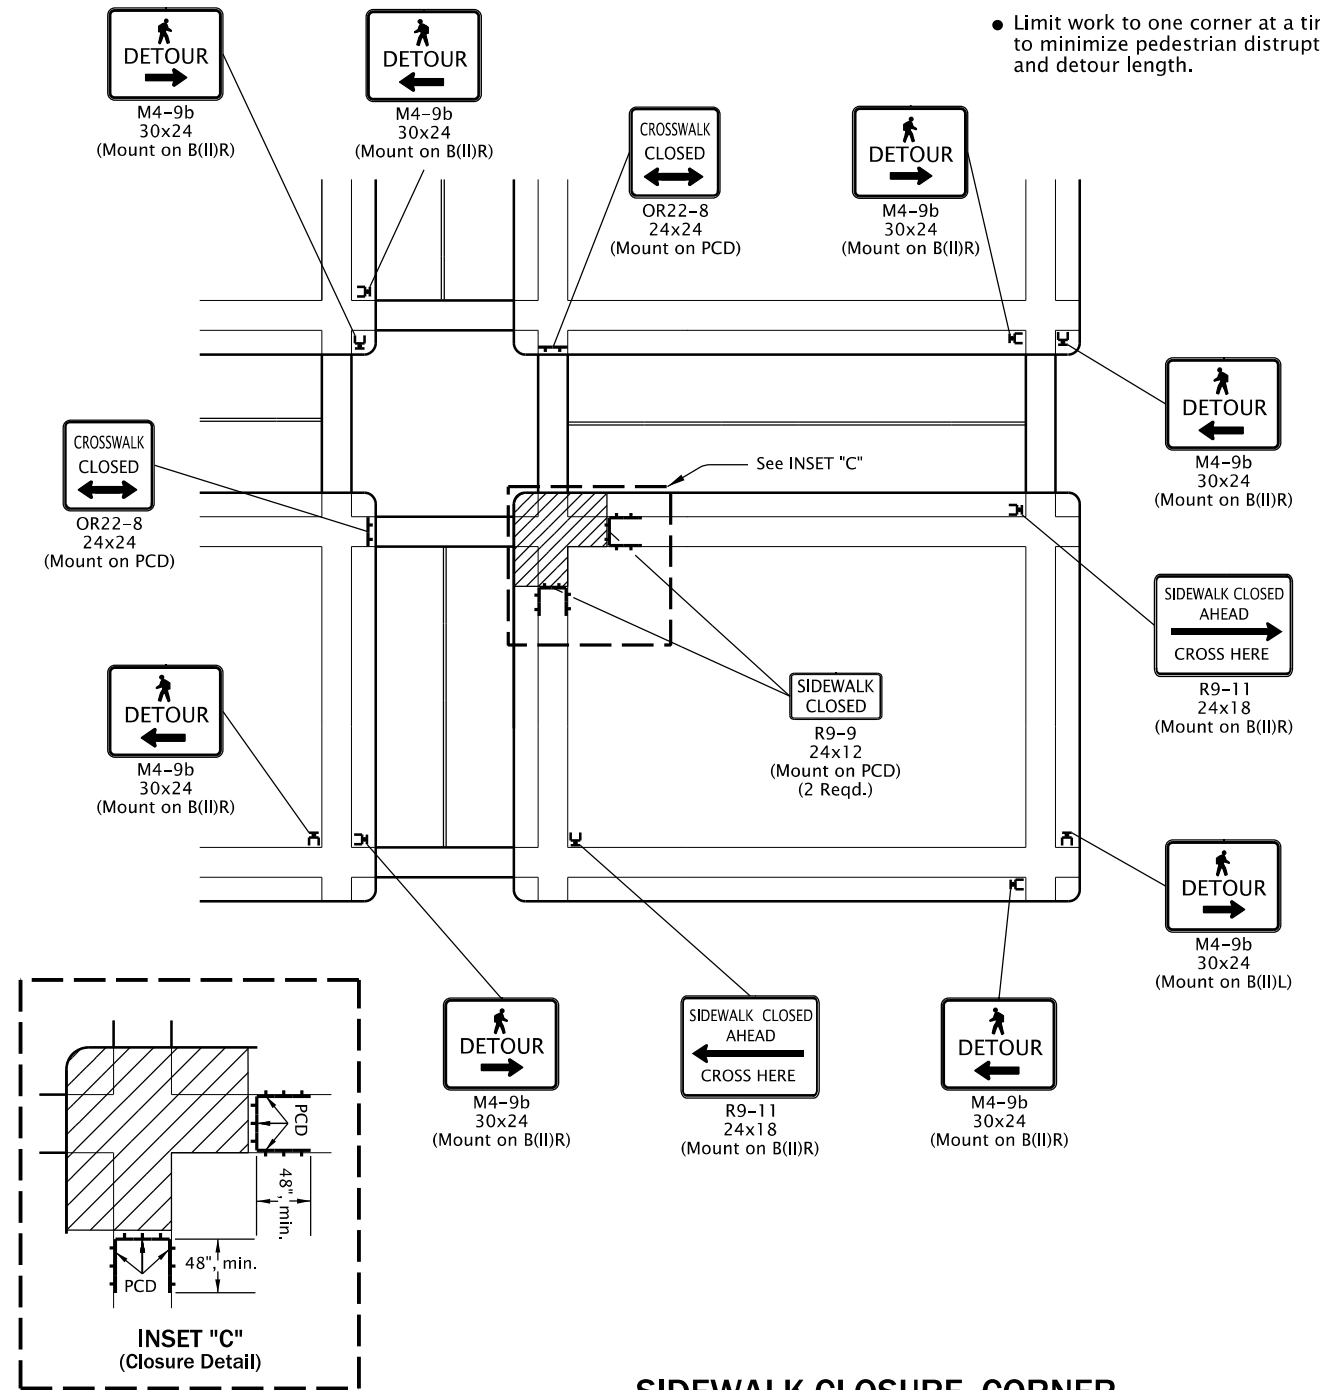 ● Limit work to one corner at a
to minimize pedestrian
and detour length.
DETOUR
M4-9b
30x24
(Mount on B(II)R)
DETOUR
M4-9b
30x24
(Mount on B(II)R)
CROSSWALK
CLOSED
OR22-8
24x24
(Mount on PCD)
DETOUR
M4-9b
30x24
(Mount on B(II)R)
DETOUR
M4-9b
30x24
(Mount on B(II)R)
CROSSWALK
CLOSED
OR22-8
24x24
(Mount on PCD)
See INSET "C"
SIDEWALK CLOSED
AHEAD
CROSS HERE
R9-11
24x18
(Mount on B(II)R)
SIDEWALK
CLOSED
R9-9
24x12
(Mount on PCD)
(2 Reqd.)
DETOUR
M4-9b
30x24
(Mount on B(II)R)
DETOUR
M4-9b
30x24
(Mount on B(II)L)
DETOUR
M4-9b
30x24
(Mount on B(II)R)
SIDEWALK CLOSED
AHEAD
CROSS HERE
R9-11
24x18
(Mount on B(II)R)
DETOUR
M4-9b
30x24
(Mount on B(II)R)
PCD
48", min.
48", min.
PCD
INSET "C"
(Closure Detail)
SIDEWALK CLOSURE, CORNER